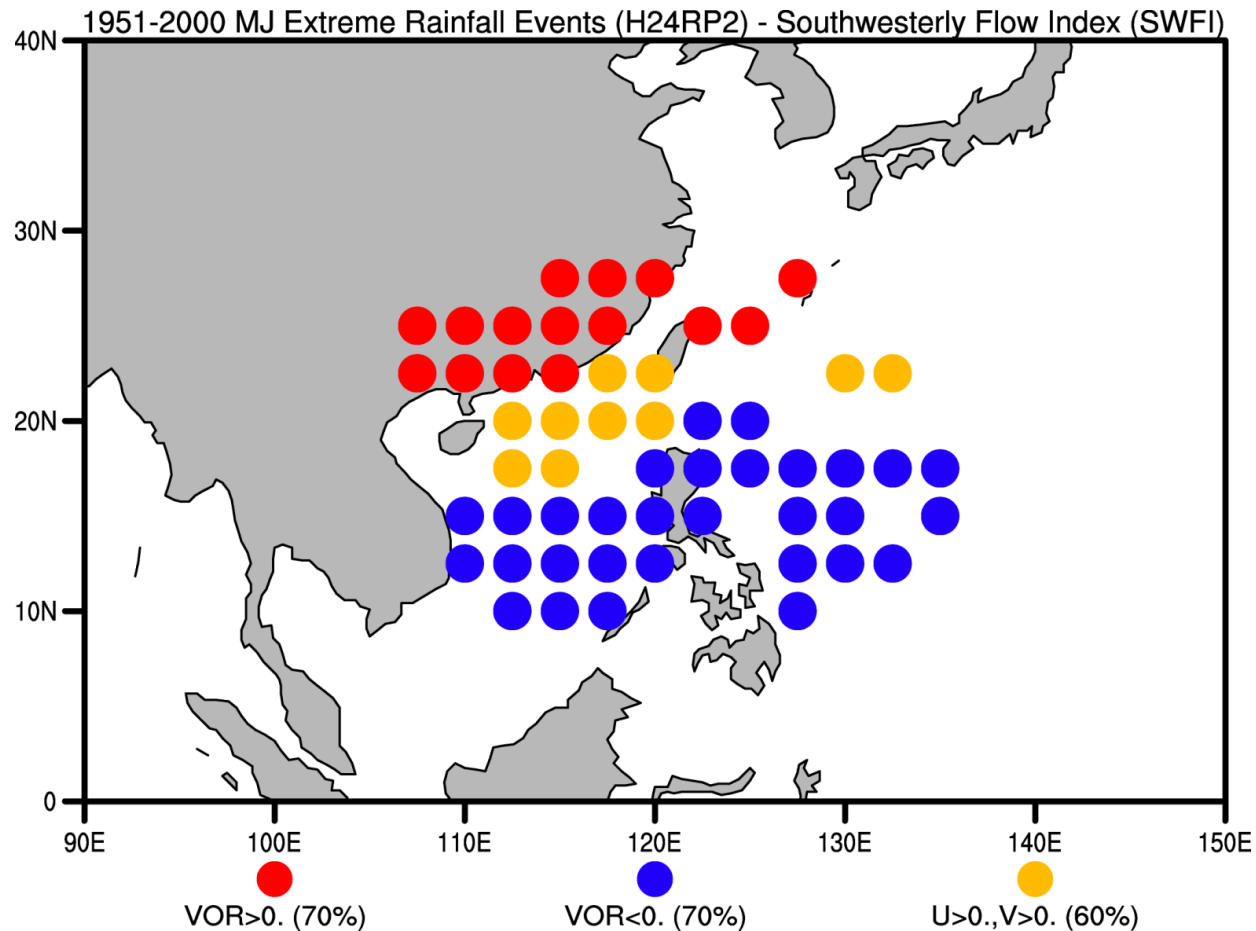 1951-2000 MJ Extreme Rainfall Events (H24RP2) - Southwesterly Flow Index (SWFI)
40N
30N
20N
10N
0
90E 100E 110E 120E 130E 140E 150E
VOR>0. (70%) VOR<0. (70%) U>0.,V>0. (60%)